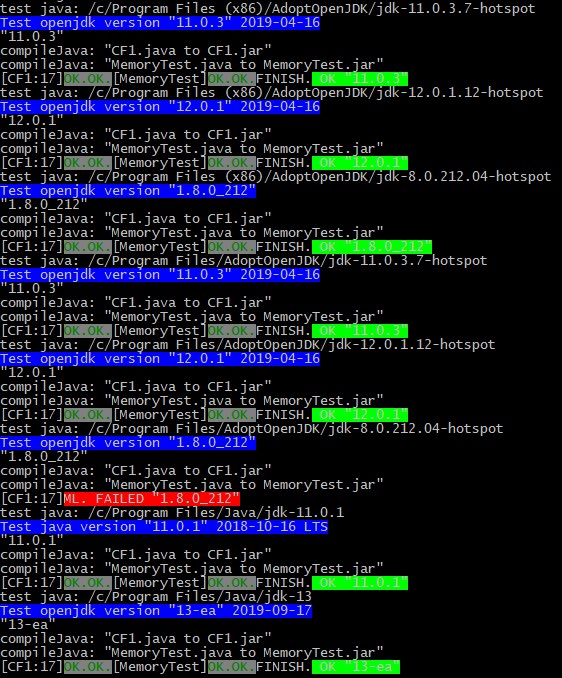 test java: /c/Program Files (x86)/AdoptOpenJDK/jdk-11.0.3.7-hotspot
Test openjdk version "11.0.3" 2019-04-16
"11.0.3"
compileJava: "CF1.java to CF1.jar"
compileJava: "MemoryTest.java to MemoryTest.jar"
[CF1:17]OK.OK.[MemoryTest]OK.OK.FINISH. OK "11.0.3"
test java: /c/Program Files (x86)/AdoptOpenJDK/jdk-12.0.1.12-hotspot
Test openjdk version "12.0.1" 2019-04-16
"12.0.1"
compileJava: "CF1.java to CF1.jar"
compileJava: "MemoryTest.java to MemoryTest.jar"
[CF1:17]OK.OK.[MemoryTest]OK.OK.FINISH. OK "12.0.1"
test java: /c/Program Files (x86)/AdoptOpenJDK/jdk-8.0.212.04-hotspot
Test openjdk version "1.8.0_212"
"1.8.0_212"
compileJava: "CF1.java to CF1.jar"
compileJava: "MemoryTest.java to MemoryTest.jar"
[CF1:17]OK.OK.[MemoryTest]OK.OK.FINISH. OK "1.8.0_212"
test java: /c/Program Files/AdoptOpenJDK/jdk-11.0.3.7-hotspot
Test openjdk version "11.0.3" 2019-04-16
"11.0.3"
compileJava: "CF1.java to CF1.jar"
compileJava: "MemoryTest.java to MemoryTest.jar"
[CF1:17]OK.OK.[MemoryTest]OK.OK.FINISH. OK "11.0.3"
test java: /c/Program Files/AdoptOpenJDK/jdk-12.0.1.12-hotspot
Test openjdk version "12.0.1" 2019-04-16
"12.0.1"
compileJava: "CF1.java to CF1.jar"
compileJava: "MemoryTest.java to MemoryTest.jar"
[CF1:17]OK.OK.[MemoryTest]OK.OK.FINISH. OK "12.0.1"
test java: /c/Program Files/AdoptOpenJDK/jdk-8.0.212.04-hotspot
Test openjdk version "1.8.0_212"
"1.8.0_212"
compileJava: "CF1.java to CF1.jar"
compileJava: "MemoryTest.java to MemoryTest.jar"
[CF1:17]ML. FAILED "1.8.0_212"
test java: /c/Program Files/Java/jdk-11.0.1
Test java version "11.0.1" 2018-10-16 LTS
"11.0.1"
compileJava: "CF1.java to CF1.jar"
compileJava: "MemoryTest.java to MemoryTest.jar"
[CF1:17]OK.OK.[MemoryTest]OK.OK.FINISH. OK "11.0.1"
test java: /c/Program Files/Java/jdk-13
Test openjdk version "13-ea" 2019-09-17
"13-ea"
compileJava: "CF1.java to CF1.jar"
compileJava: "MemoryTest.java to MemoryTest.jar"
[CF1:17]OK.OK.[MemoryTest]OK.OK.FINISH. OK "13-ea"